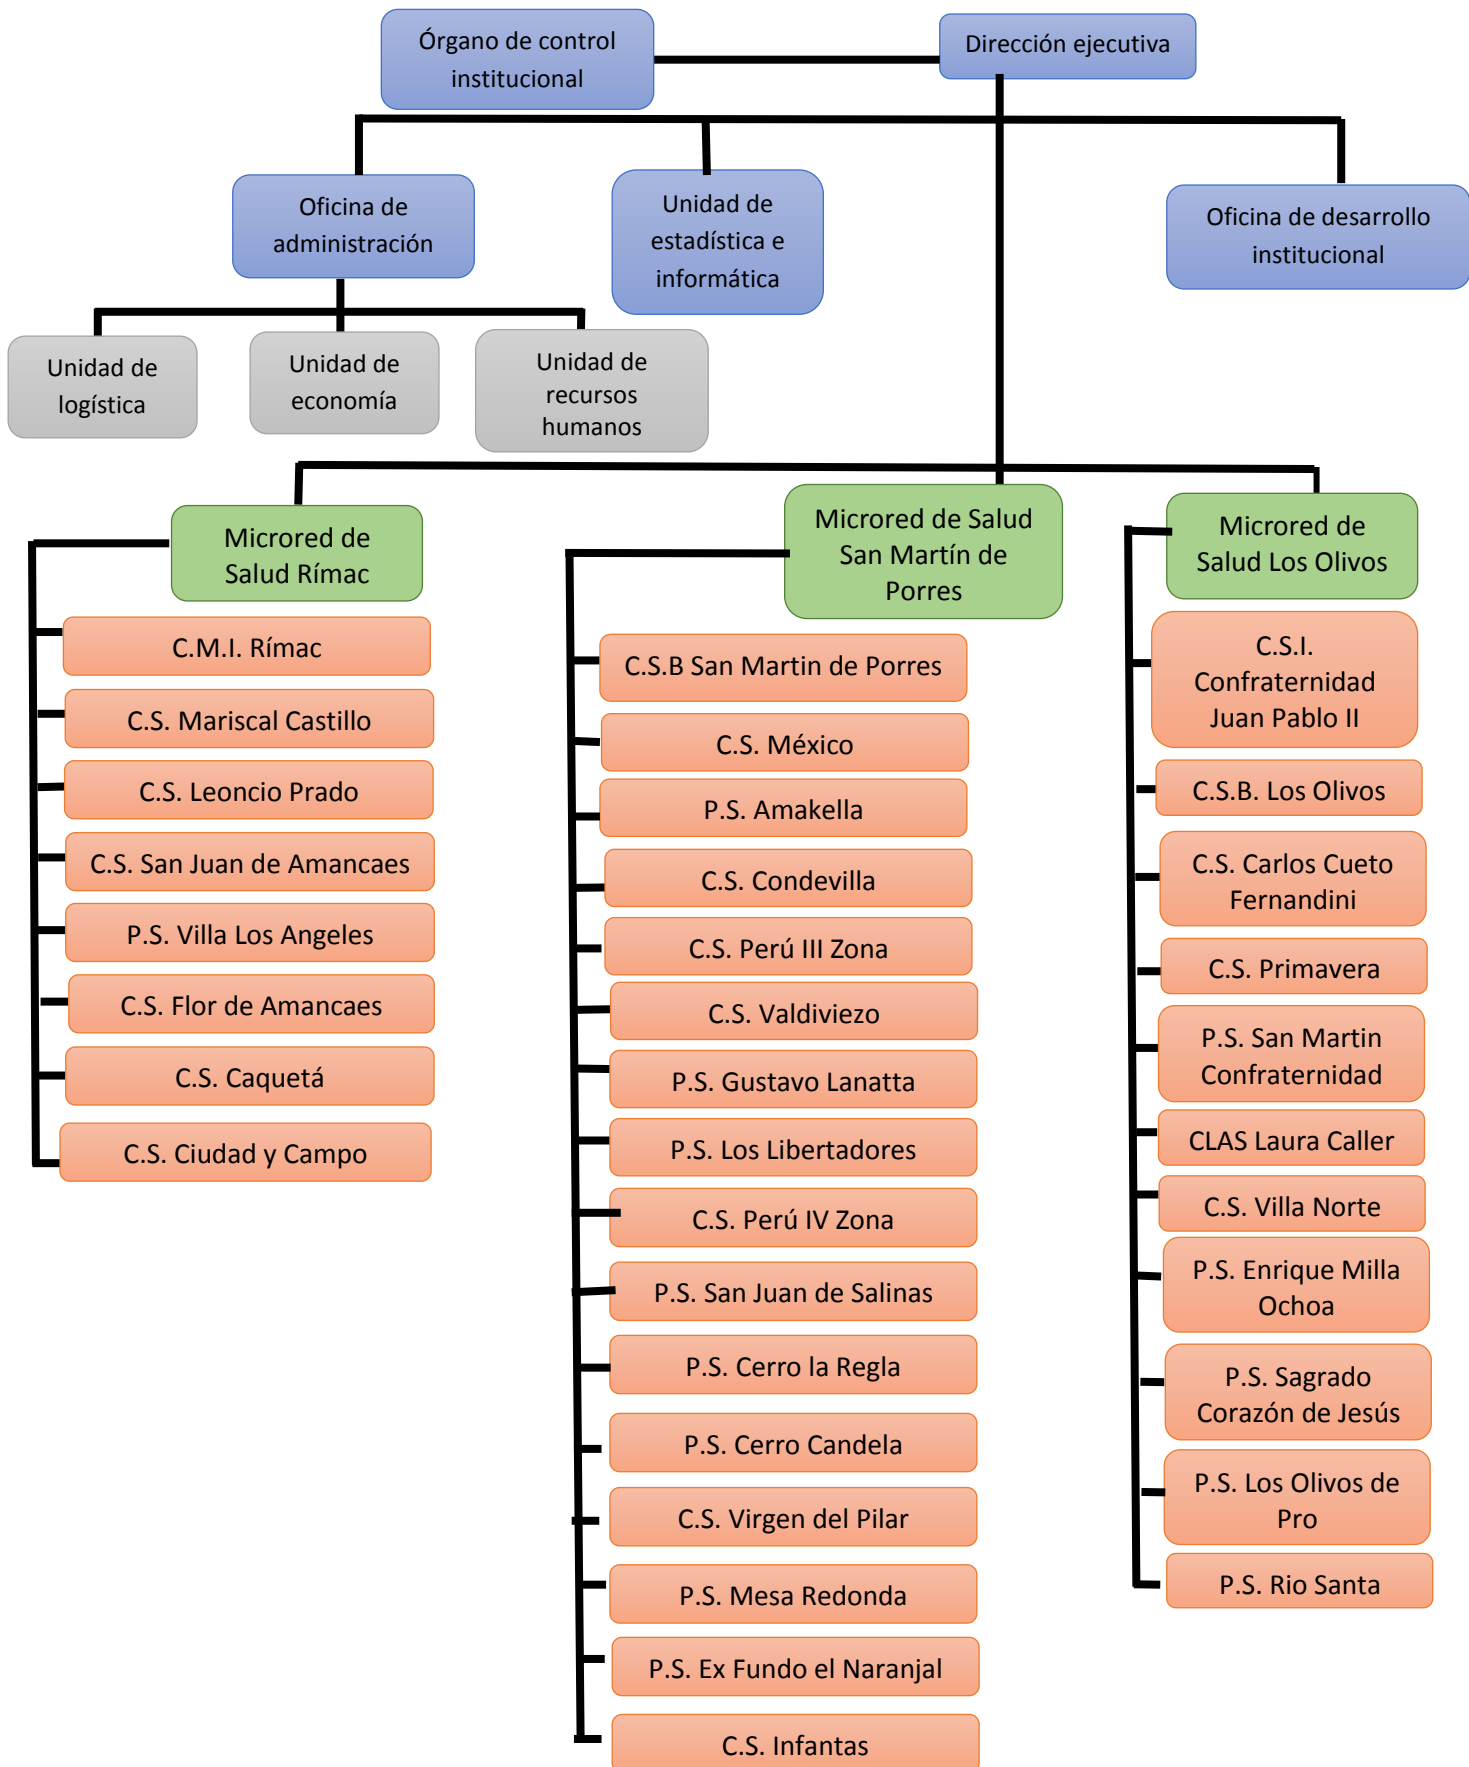 Órgano de control
institucional
Dirección ejecutiva
Oficina de
administración
Unidad de
estadística e
informática
Oficina de desarrollo
institucional
Unidad de
logística
Unidad de
economía
Unidad de
recursos
humanos
Microred de
Salud Rímac
C.M.I. Rímac
C.S. Mariscal Castillo
C.S. Leoncio Prado
C.S. San Juan de Amancaes
P.S. Villa Los Angeles
C.S. Flor de Amancaes
C.S. Caquetá
C.S. Ciudad y Campo
Microred de Salud
San Martín de
Porres
C.S.B San Martin de Porres
C.S. México
P.S. Amakella
C.S. Condevilla
C.S. Perú III Zona
C.S. Valdiviezo
P.S. Gustavo Lanatta
P.S. Los Libertadores
C.S. Perú IV Zona
P.S. San Juan de Salinas
P.S. Cerro la Regla
P.S. Cerro Candela
C.S. Virgen del Pilar
P.S. Mesa Redonda
P.S. Ex Fundo el Naranjal
C.S. Infantas
Microred de
Salud Los Olivos
C.S.I.
Confraternidad
Juan Pablo II
C.S.B. Los Olivos
C.S. Carlos Cueto
Fernandini
C.S. Primavera
P.S. San Martin
Confraternidad
CLAS Laura Caller
C.S. Villa Norte
P.S. Enrique Milla
Ochoa
P.S. Sagrado
Corazón de Jesús
P.S. Los Olivos de
Pro
P.S. Rio Santa